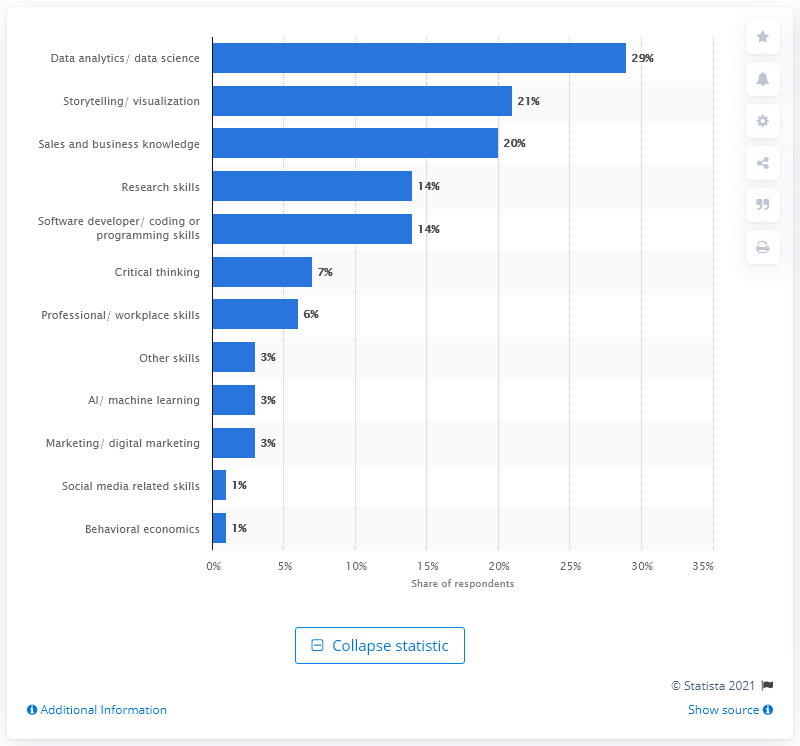 Data analytics/ data science
29%
Storytelling/ visualization
21%
Sales and business knowledge
20%
Research skills
14%
Software developer/ coding or
programming skills
14%
Critical thinking
7%
Professional/ workplace skills
6%
Other skills
3%
AI/ machine learning
3%
Marketing/ digital marketing
3%
Social media related skills
1%
Behavioral economics
1%
0% 5% 10% 15% 20% 25% 30% 35%
Share of respondents
Collapse statistic
© Statista 2021
Additional Information
Show source